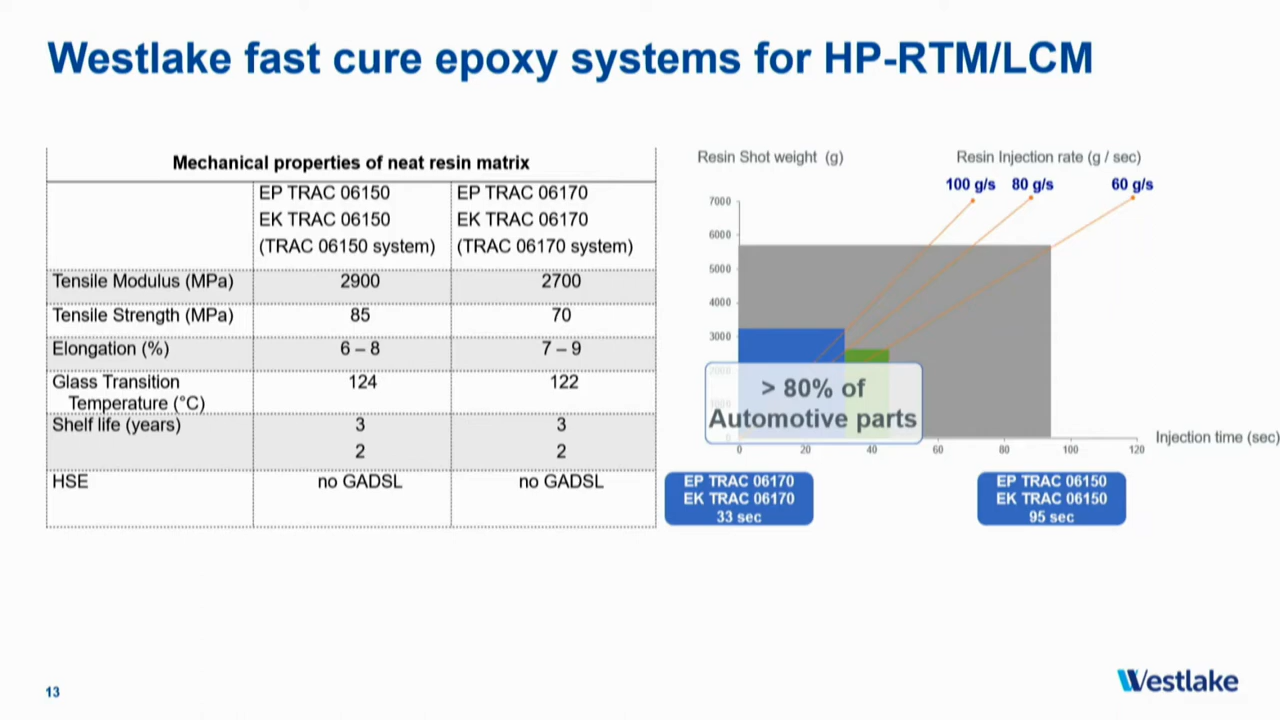 Westlake fast cure epoxy systems for HP-RTM/LCM
Mechanical properties of neat resin matrix
EP TRAC 06150
EK TRAC 06150
(TRAC 06150 system)
EP TRAC 06170
EK TRAC 06170
(TRAC 06170 system)
Tensile Modulus (MPa) 2900 2700
Tensile Strength (MPa) 85 70
Elongation (%) 6 – 8 7 – 9
Glass Transition
Temperature (°C) 124 122
Shelf life (years) 3 3
2 2
HSE no GADSL no GADSL
Resin Shot weight (g)
Resin Injection rate (g / sec)
100 g/s 80 g/s 60 g/s
7000
6000
5000
4000
3000
2000
1000
0
> 80% of
Automotive parts
0 20 40 60 80 100 120
Injection time (sec)
EP TRAC 06170
EK TRAC 06170
33 sec
EP TRAC 06150
EK TRAC 06150
95 sec
13
Westlake